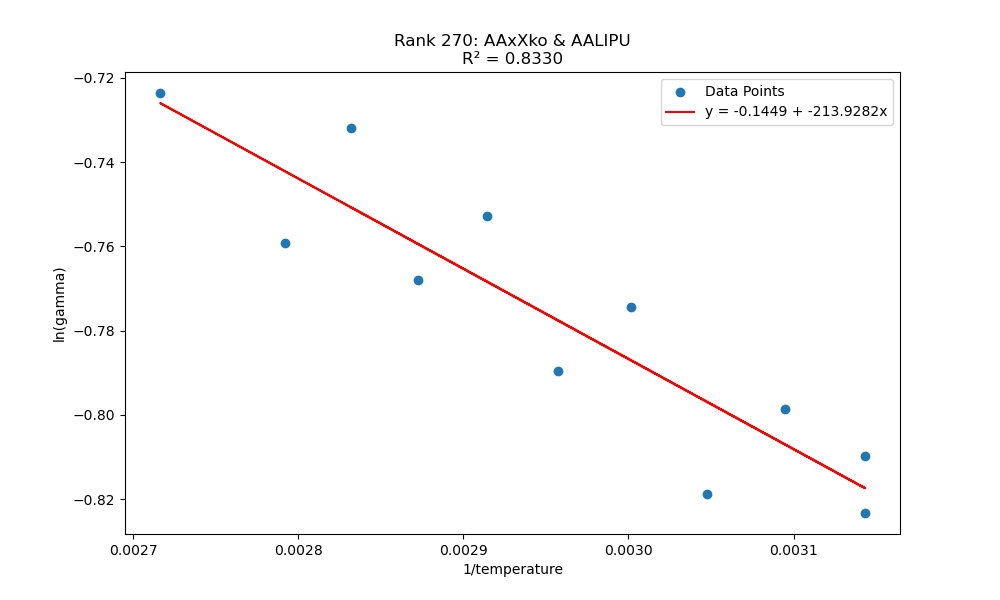 Rank 270: AAxXko & AALIPU
R² = 0.8330
Data Points
y = -0.1449 + -213.9282x
−0.72
−0.74
−0.76
−0.78
−0.80
−0.82
ln(gamma)
0.0027 0.0028 0.0029 0.0030 0.0031
1/temperature